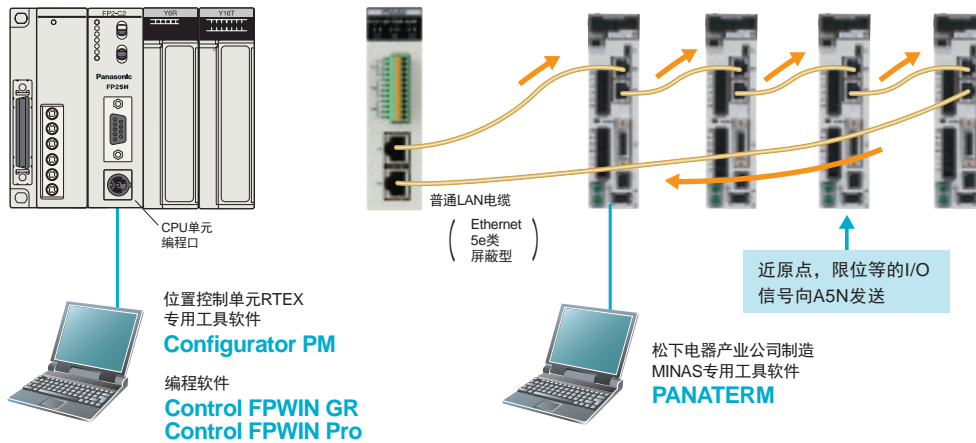 FP2-C2
Y6R
Y16T
Panasonic
FP2SH
CPU单元
编程口
普通LAN电缆
Ethernet
5e类
屏蔽型
近原点，限位等的I/O
信号向A5N发送
位置控制单元RTEX
专用工具软件
Configurator PM
编程软件
Control FPWIN GR
Control FPWIN Pro
松下电器产业公司制造
MINAS专用工具软件
PANATERM